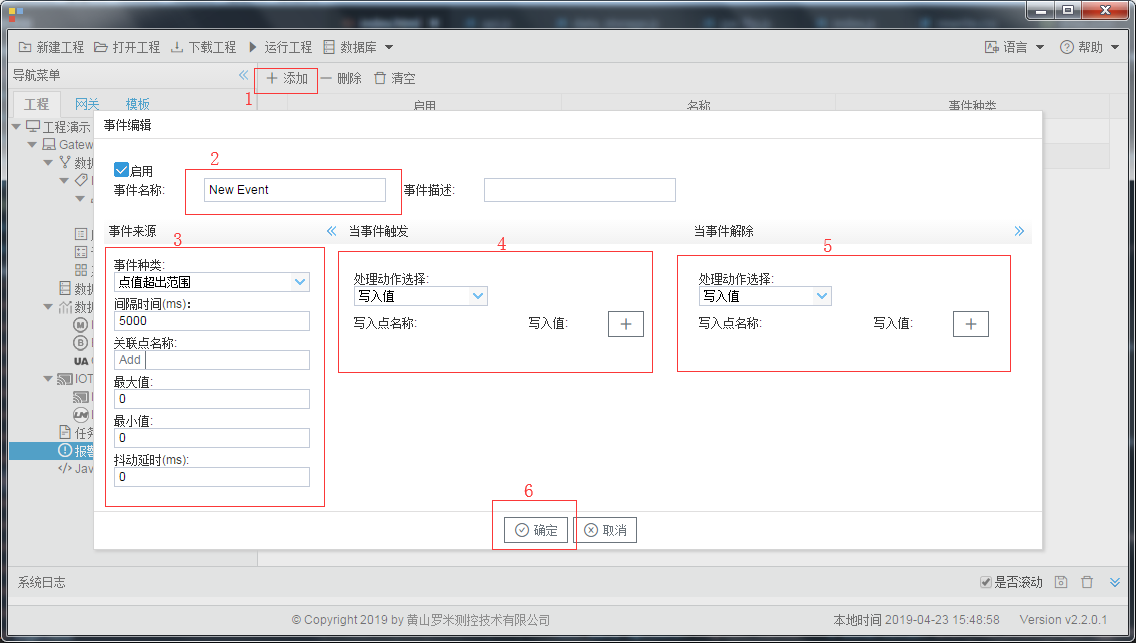 新建工程 打开工程 下载工程 运行工程 数据库 语言 帮助
导航菜单 添加 删除 清空
1
工程 网关 模板 启用 名称 事件种类
工程演示
事件编辑
Gatew
数据
启用 2
事件名称: New Event 事件描述:
事件来源 当事件触发 当事件解除
3 4 5
事件种类:
点值超出范围
间隔时间(ms):
5000
关联点名称:
Add
最大值:
0
最小值:
0
抖动延时(ms):
0
处理动作选择:
写入值
写入点名称: 写入值:
处理动作选择:
写入值
写入点名称: 写入值:
数据
数据
UA
IOT
任务
报警
Jav
6
确定 取消
系统日志 是否滚动
© Copyright 2019 by 黄山罗米测控技术有限公司 本地时间 2019-04-23 15:48:58 Version v2.2.0.1